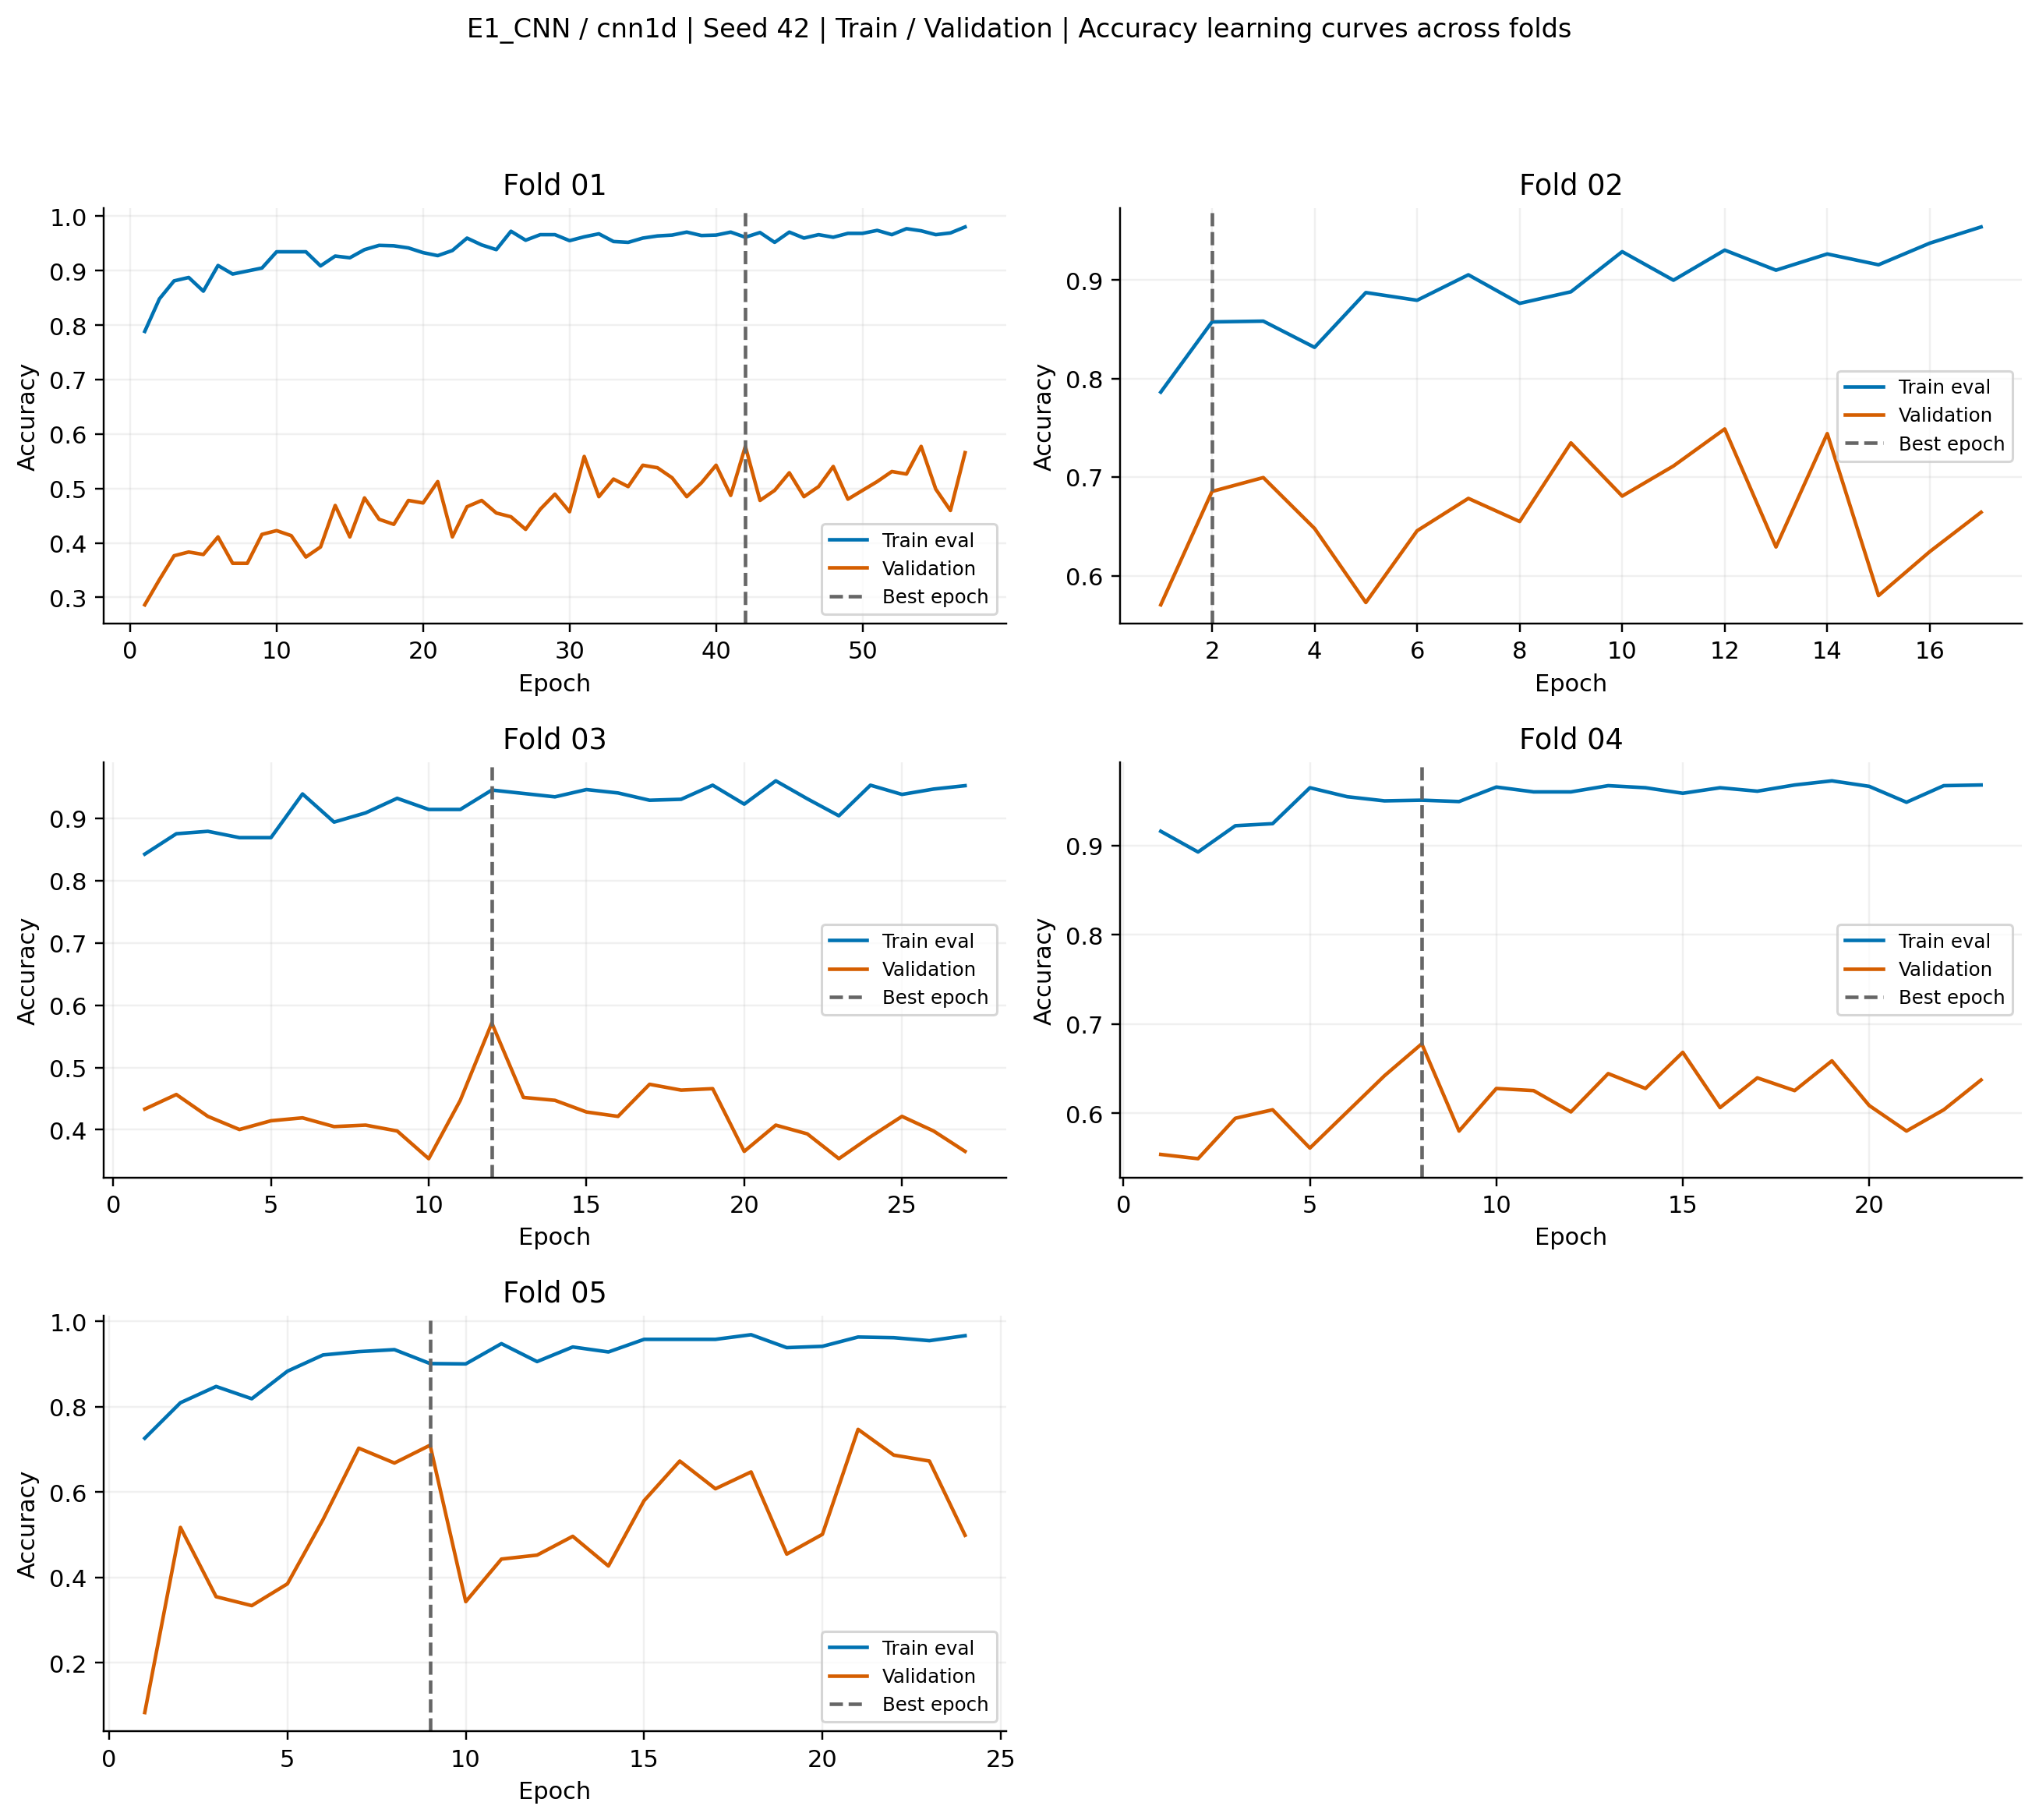 E1_CNN / cnn1d | Seed 42 | Train / Validation | Accuracy learning curves across folds
Fold 01
Accuracy
1.0
0.9
0.8
0.7
0.6
0.5
0.4
0.3
Train eval
Validation
Best epoch
0 10 20 30 40 50
Epoch
Fold 02
Accuracy
0.9
0.8
0.7
0.6
Train eval
Validation
Best epoch
2 4 6 8 10 12 14 16
Epoch
Fold 03
Accuracy
0.9
0.8
0.7
0.6
0.5
0.4
Train eval
Validation
Best epoch
0 5 10 15 20 25
Epoch
Fold 04
Accuracy
0.9
0.8
0.7
0.6
Train eval
Validation
Best epoch
0 5 10 15 20
Epoch
Fold 05
Accuracy
1.0
0.8
0.6
0.4
0.2
Train eval
Validation
Best epoch
0 5 10 15 20 25
Epoch